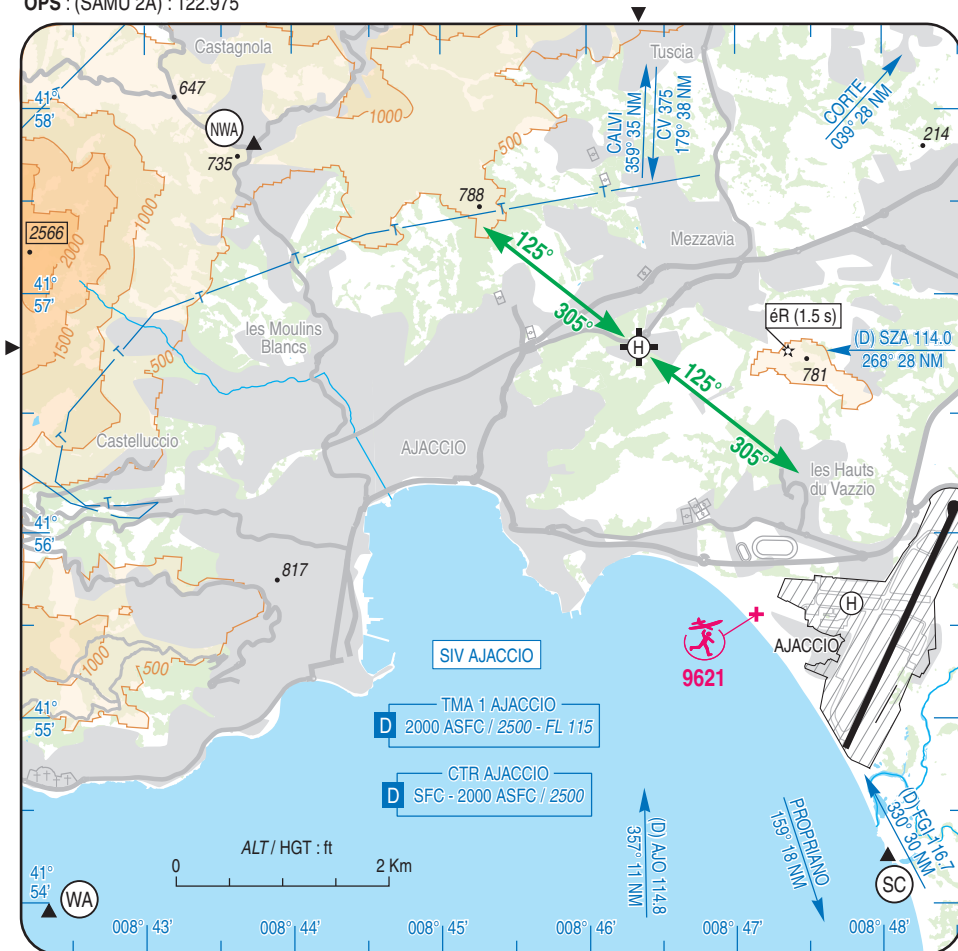 OPS : (SAMU 2A) : 122.975
Castagnola
Tuscia
647
41°
58'
NWA
735
1000
500
CALVI
359° 35 NM
CV 375
179° 38 NM
CORTE
039° 28 NM
214
788
T
T
T
T
T
T
T
2566
2000
1000
1500
500
41°
57'
Mezzavia
125°
305°
H
les Moulins
Blancs
éR (1.5 s)
781
(D) SZA 114.0
268° 28 NM
125°
305°
Castelluccio
AJACCIO
les Hauts
du Vazzio
41°
56'
817
H
AJACCIO
9621
1000
500
SIV AJACCIO
41°
55'
TMA 1 AJACCIO
D
2000 ASFC / 2500 - FL 115
CTR AJACCIO
D
SFC - 2000 ASFC / 2500
(D) AJO 114.8
357° 11 NM
PROPRIANO
159° 18 NM
(D) FGI 116.7
330° 30 NM
ALT / HGT : ft
0
2 Km
41°
54'
WA
SC
008° 43'
008° 44'
008° 45'
008° 46'
008° 47'
008° 48'